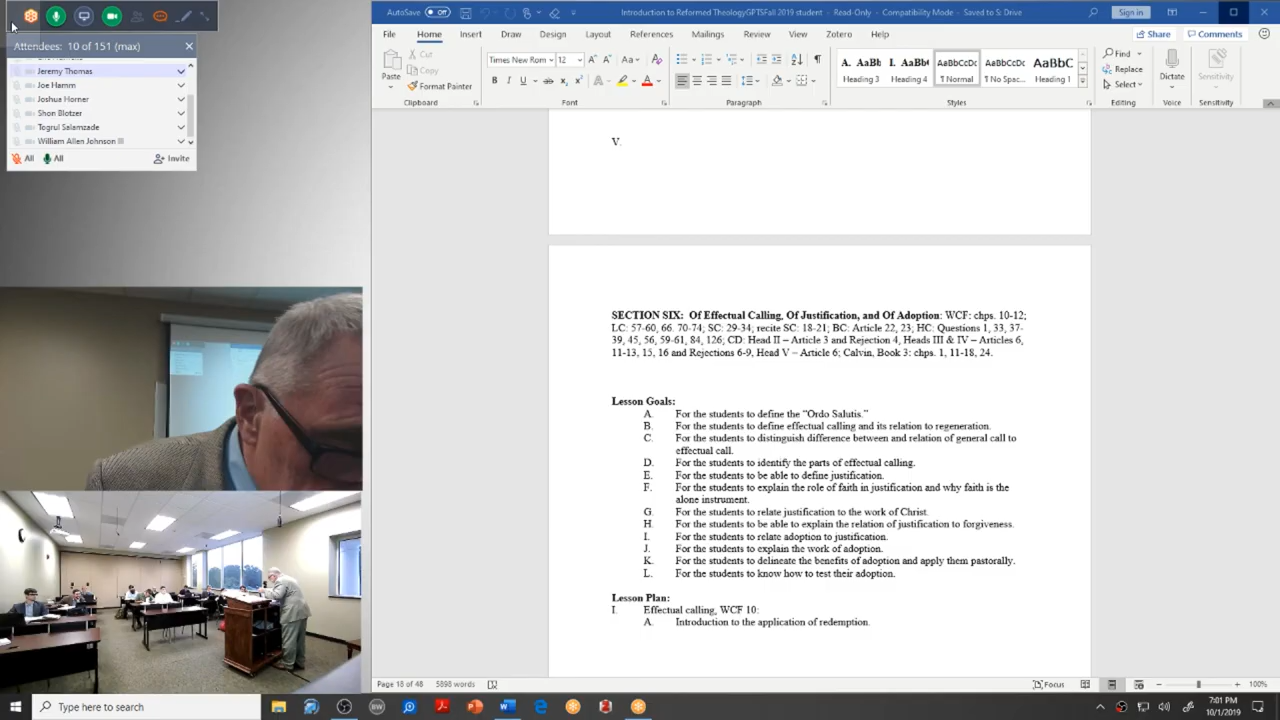 AutoSave
Off
Introduction to Reformed TheologyGPTSFall 2019 student - Read-Only - Compatibility Mode - Saved to S: Drive
Sign in
Attendees: 10 of 151 (max)
Jeremy Thomas
Joe Hamm
Joshua Horner
Shon Blotzer
Togrul Salamzade
William Allen Johnson III
All
All
Invite
File Home Insert Draw Design Layout References Mailings Review View Zotero Help
Share
Comments
Paste
Cut
Copy
Format Painter
Clipboard
Times New Rom
12
Font
Paragraph
Heading 3
Heading 4
¶ Normal
¶ No Spac...
Heading 1
Styles
Find
Replace
Select
Editing
Dictate
Voice
Sensitivity
Sensitivity
V.
SECTION SIX: Of Effectual Calling, Of Justification, and Of Adoption: WCF: chps. 10-12;
LC: 57-60, 66. 70-74; SC: 29-34; recite SC: 18-21; BC: Article 22, 23; HC: Questions 1, 33, 37-
39, 45, 56, 59-61, 84, 126; CD: Head II – Article 3 and Rejection 4, Heads III & IV – Articles 6,
11-13, 15, 16 and Rejections 6-9, Head V – Article 6; Calvin, Book 3: chps. 1, 11-18, 24.
Lesson Goals:
A. For the students to define the “Ordo Salutis.”
B. For the students to define effectual calling and its relation to regeneration.
C. For the students to distinguish difference between and relation of general call to
effectual call.
D. For the students to identify the parts of effectual calling.
E. For the students to be able to define justification.
F. For the students to explain the role of faith in justification and why faith is the
alone instrument.
G. For the students to relate justification to the work of Christ.
H. For the students to be able to explain the relation of justification to forgiveness.
I. For the students to relate adoption to justification.
J. For the students to explain the work of adoption.
K. For the students to delineate the benefits of adoption and apply them pastorally.
L. For the students to know how to test their adoption.
Lesson Plan:
I. Effectual calling, WCF 10:
A. Introduction to the application of redemption.
Page 18 of 48
5898 words
Focus
100%
Type here to search
7:01 PM
10/1/2019